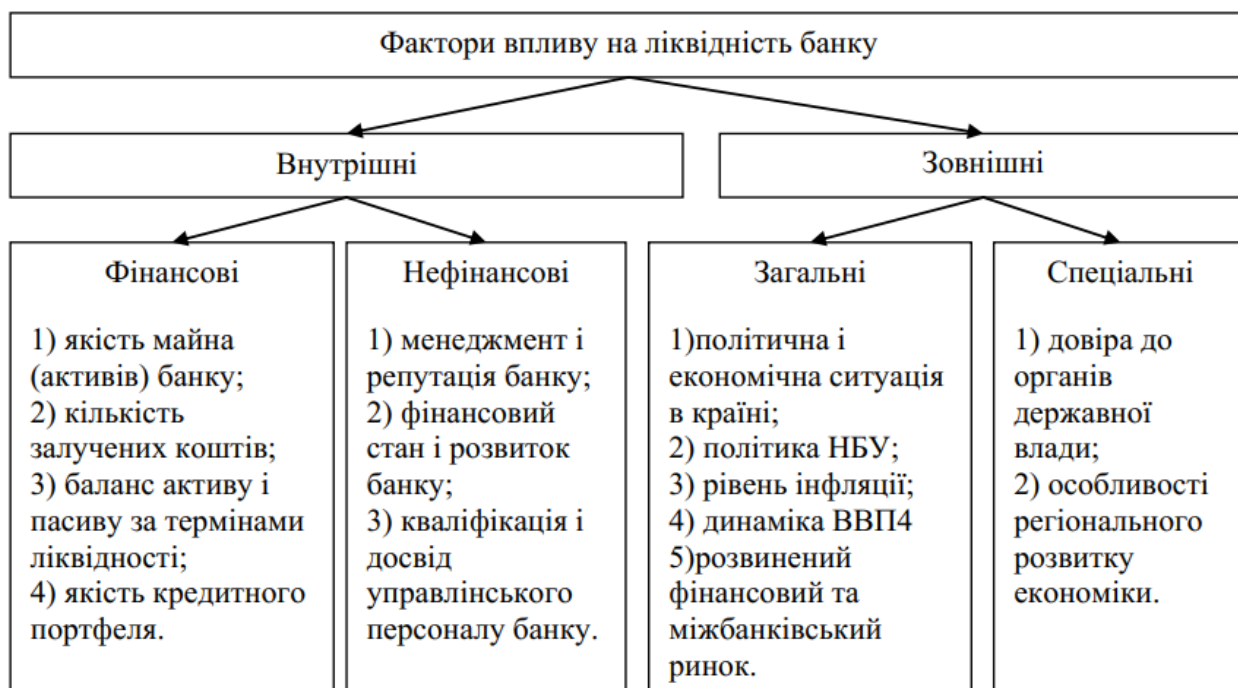 Фактори впливу на ліквідність банку
Внутрішні
Зовнішні
Фінансові
1) якість майна
(активів) банку;
2) кількість
залучених коштів;
3) баланс активу і
пасиву за термінами
ліквідності;
4) якість кредитного
портфеля.
Нефінансові
1) менеджмент і
репутація банку;
2) фінансовий
стан і розвиток
банку;
3) кваліфікація і
досвід
управлінського
персоналу банку.
Загальні
1)політична і
економічна ситуація
в країні;
2) політика НБУ;
3) рівень інфляції;
4) динаміка ВВП4
5)розвинений
фінансовий та
міжбанківський
ринок.
Спеціальні
1) довіра до
органів
державної
влади;
2) особливості
регіонального
розвитку
економіки.